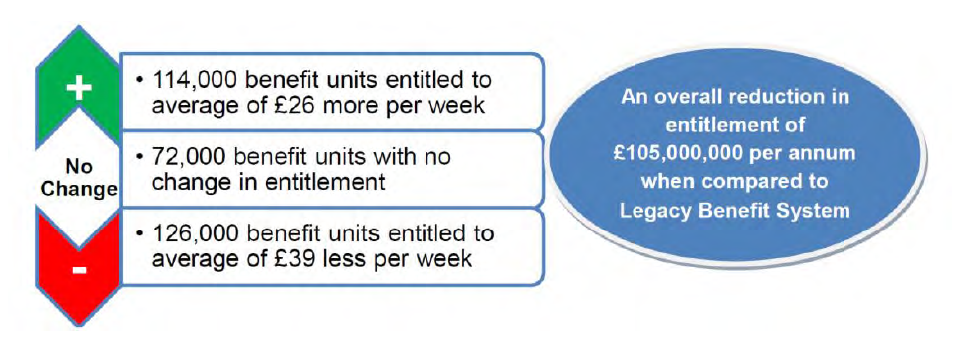 +
• 114,000 benefit units entitled to
average of £26 more per week
No
Change
• 72,000 benefit units with no
change in entitlement
-
• 126,000 benefit units entitled to
average of £39 less per week
An overall reduction in
entitlement of
£105,000,000 per annum
when compared to
Legacy Benefit System